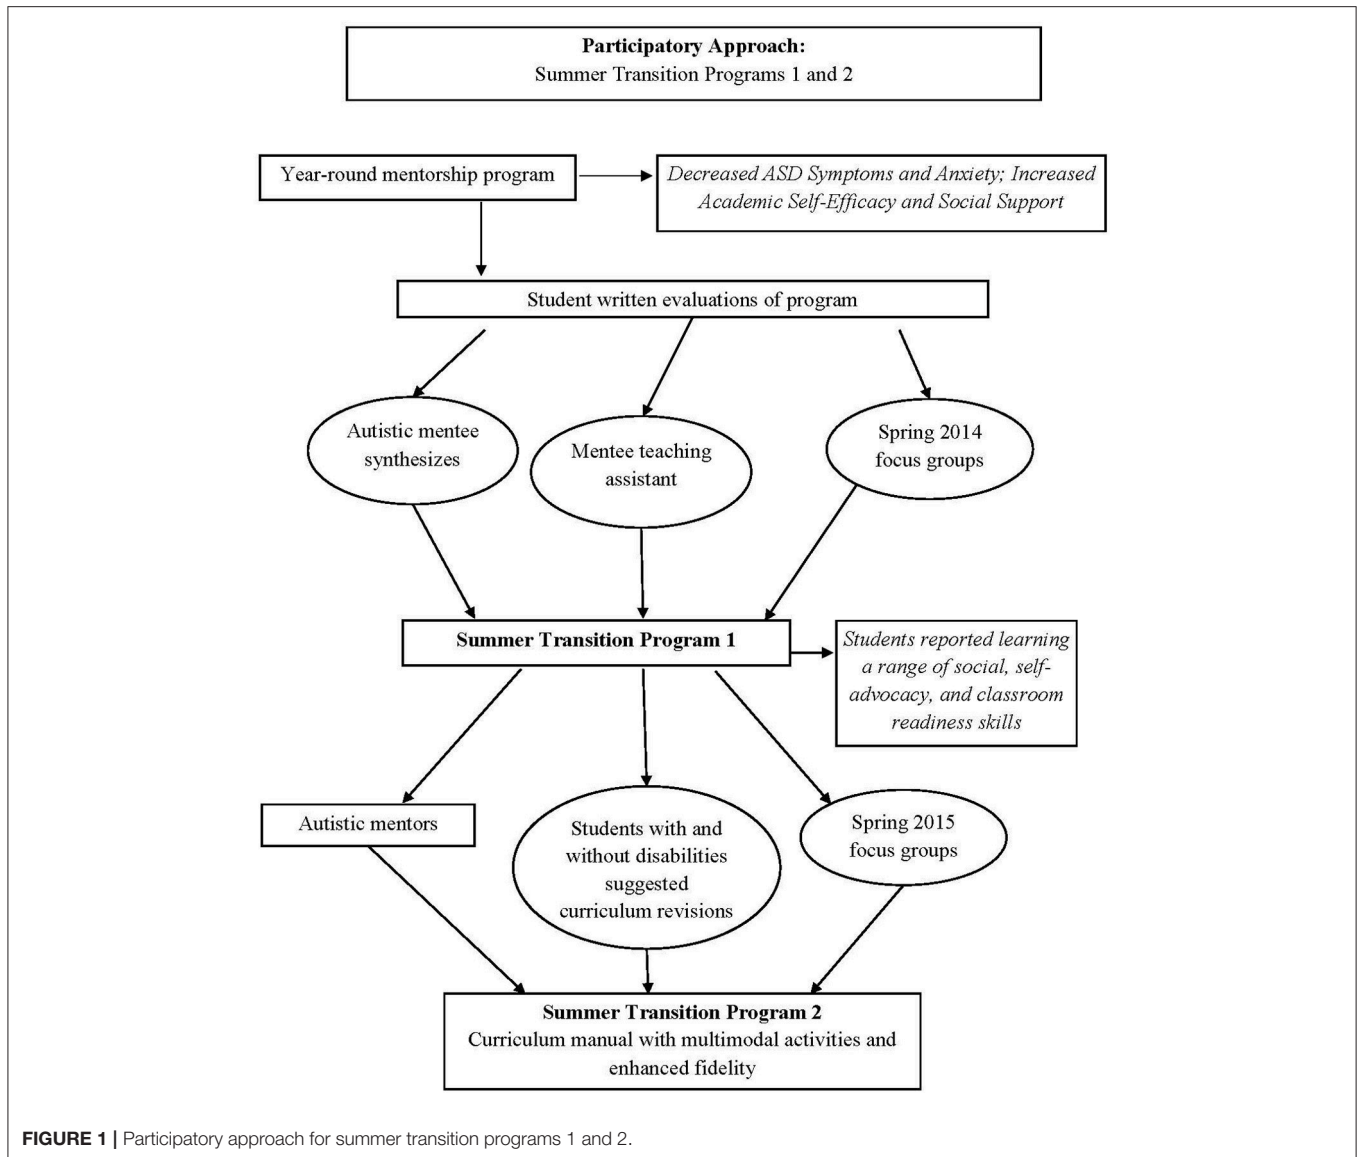 Participatory Approach:
Summer Transition Programs 1 and 2
Year-round mentorship program
Decreased ASD Symptoms and Anxiety; Increased
Academic Self-Efficacy and Social Support
Student written evaluations of program
Autistic mentee
synthesizes
Mentee teaching
assistant
Spring 2014
focus groups
Summer Transition Program 1
Students reported learning
a range of social, self-
advocacy, and classroom
readiness skills
Autistic mentors
Students with and
without disabilities
suggested
curriculum revisions
Spring 2015
focus groups
Summer Transition Program 2
Curriculum manual with multimodal activities and
enhanced fidelity
FIGURE 1 | Participatory approach for summer transition programs 1 and 2.